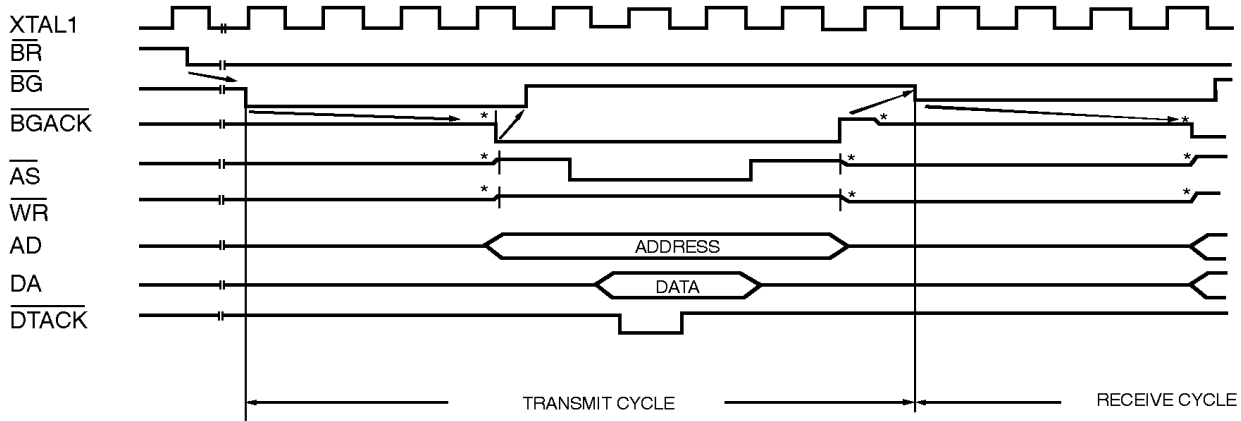 XTAL1
BR
BG
BGACK
*
*
*
AS
*
*
*
WR
*
*
*
AD
ADDRESS
DA
DATA
DTACK
TRANSMIT CYCLE
RECEIVE CYCLE